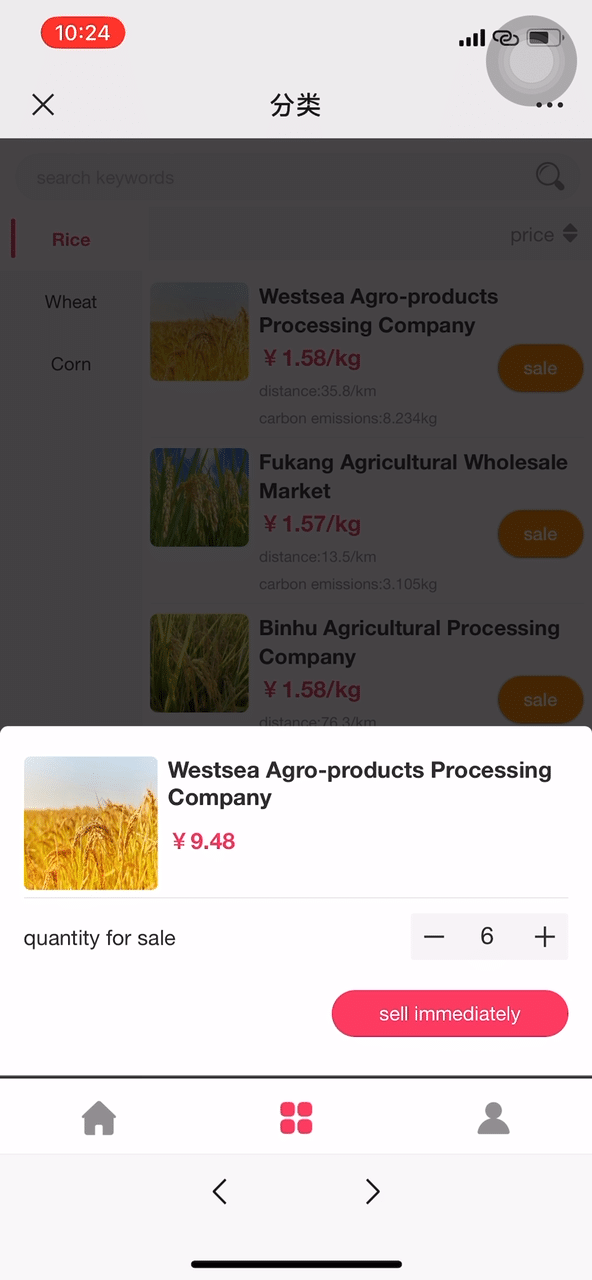 10:24
分类
search keywords
Rice
price
Wheat
Corn
Westsea Agro-products
Processing Company
¥1.58/kg
sale
distance:35.8/km
carbon emissions:8.234kg
Fukang Agricultural Wholesale
Market
¥1.57/kg
sale
distance:13.5/km
carbon emissions:3.105kg
Binhu Agricultural Processing
Company
¥1.58/kg
sale
distance:76.3/km
Westsea Agro-products Processing
Company
¥9.48
quantity for sale
6
sell immediately